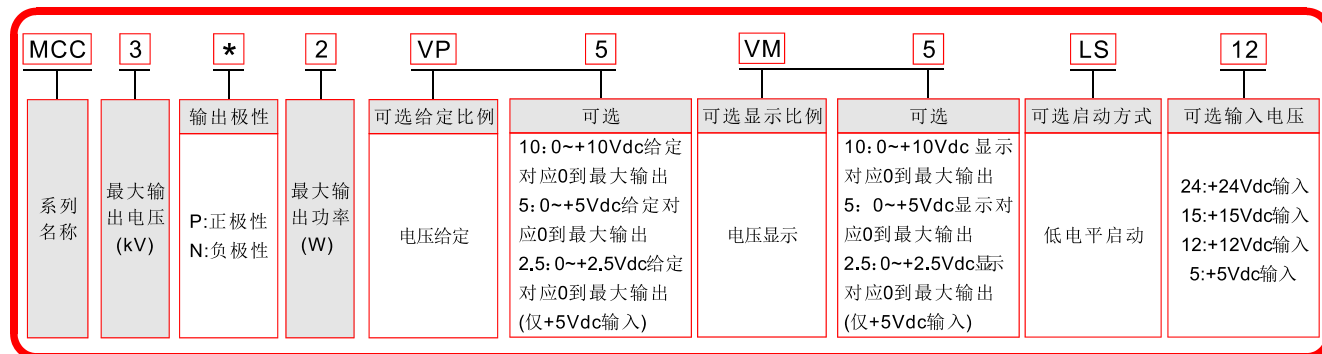 MCC 3 * 2 VP 5 VM 5 LS 12
系列
名称
最大输
出电压
(kV)
输出极性
P:正极性
N:负极性
最大输
出功率
(W)
可选给定比例
电压给定
可选
10:0~+10Vdc给定
对应0到最大输出
5:0~+5Vdc给定对
应0到最大输出
2.5:0~+2.5Vdc给定
对应0到最大输出
(仅+5Vdc输入)
可选显示比例
电压显示
可选
10:0~+10Vdc 显示
对应0到最大输出
5: 0~+5Vdc显示对
应0到最大输出
2.5:0~+2.5Vdc显示
对应0到最大输出
(仅+5Vdc输入)
可选启动方式
低电平启动
可选输入电压
24:+24Vdc输入
15:+15Vdc输入
12:+12Vdc输入
5:+5Vdc输入